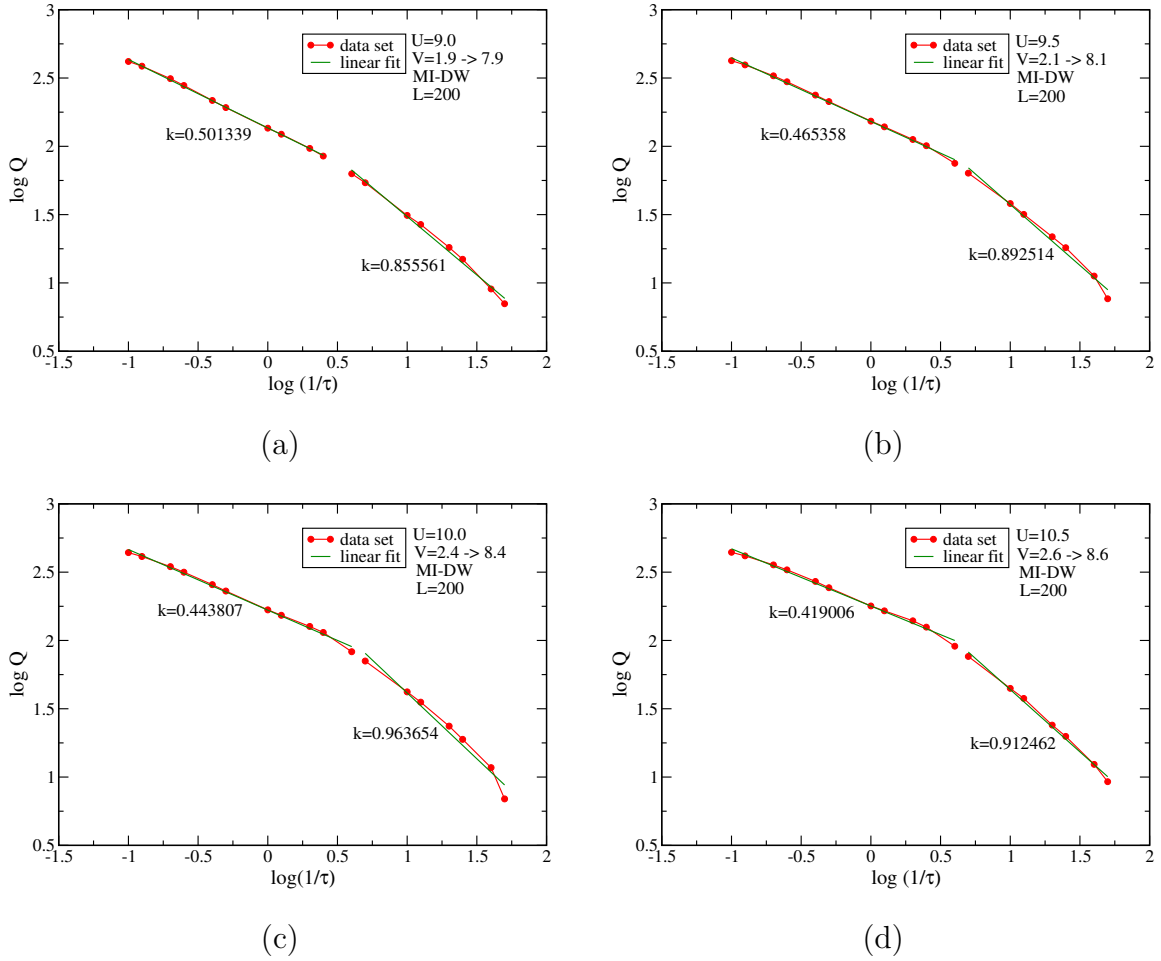 3
2.5
2
1.5
1
0.5
log Q
-1.5
-1
-0.5
0
0.5
1
1.5
2
log (1/τ)
data set
linear fit
U=9.0
V=1.9 -> 7.9
MI-DW
L=200
k=0.501339
k=0.855561
(a)
3
2.5
2
1.5
1
0.5
log Q
-1.5
-1
-0.5
0
0.5
1
1.5
2
log (1/τ)
data set
linear fit
U=9.5
V=2.1 -> 8.1
MI-DW
L=200
k=0.465358
k=0.892514
(b)
3
2.5
2
1.5
1
0.5
log Q
-1.5
-1
-0.5
0
0.5
1
1.5
2
log(1/τ)
data set
linear fit
U=10.0
V=2.4 -> 8.4
MI-DW
L=200
k=0.443807
k=0.963654
(c)
3
2.5
2
1.5
1
0.5
log Q
-1.5
-1
-0.5
0
0.5
1
1.5
2
log (1/τ)
data set
linear fit
U=10.5
V=2.6 -> 8.6
MI-DW
L=200
k=0.419006
k=0.912462
(d)